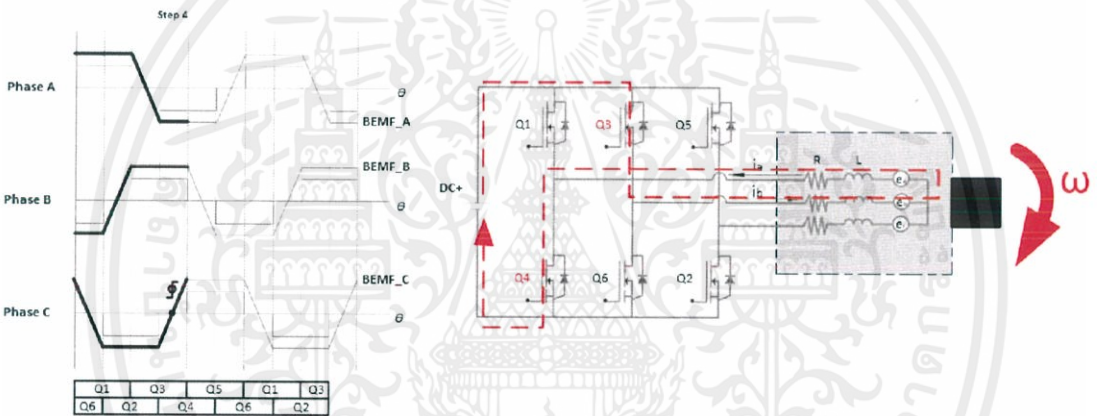 Step 4
Phase A
θ
BEMF_A
BEMF_B
Phase B
θ
BEMF_C
Phase C
θ
Q1 Q3 Q5 Q1 Q3
Q6 Q2 Q4 Q6 Q2
DC+
Q1
Q3
Q5
Q4
Q6
Q2
ia
ib
R
L
ω